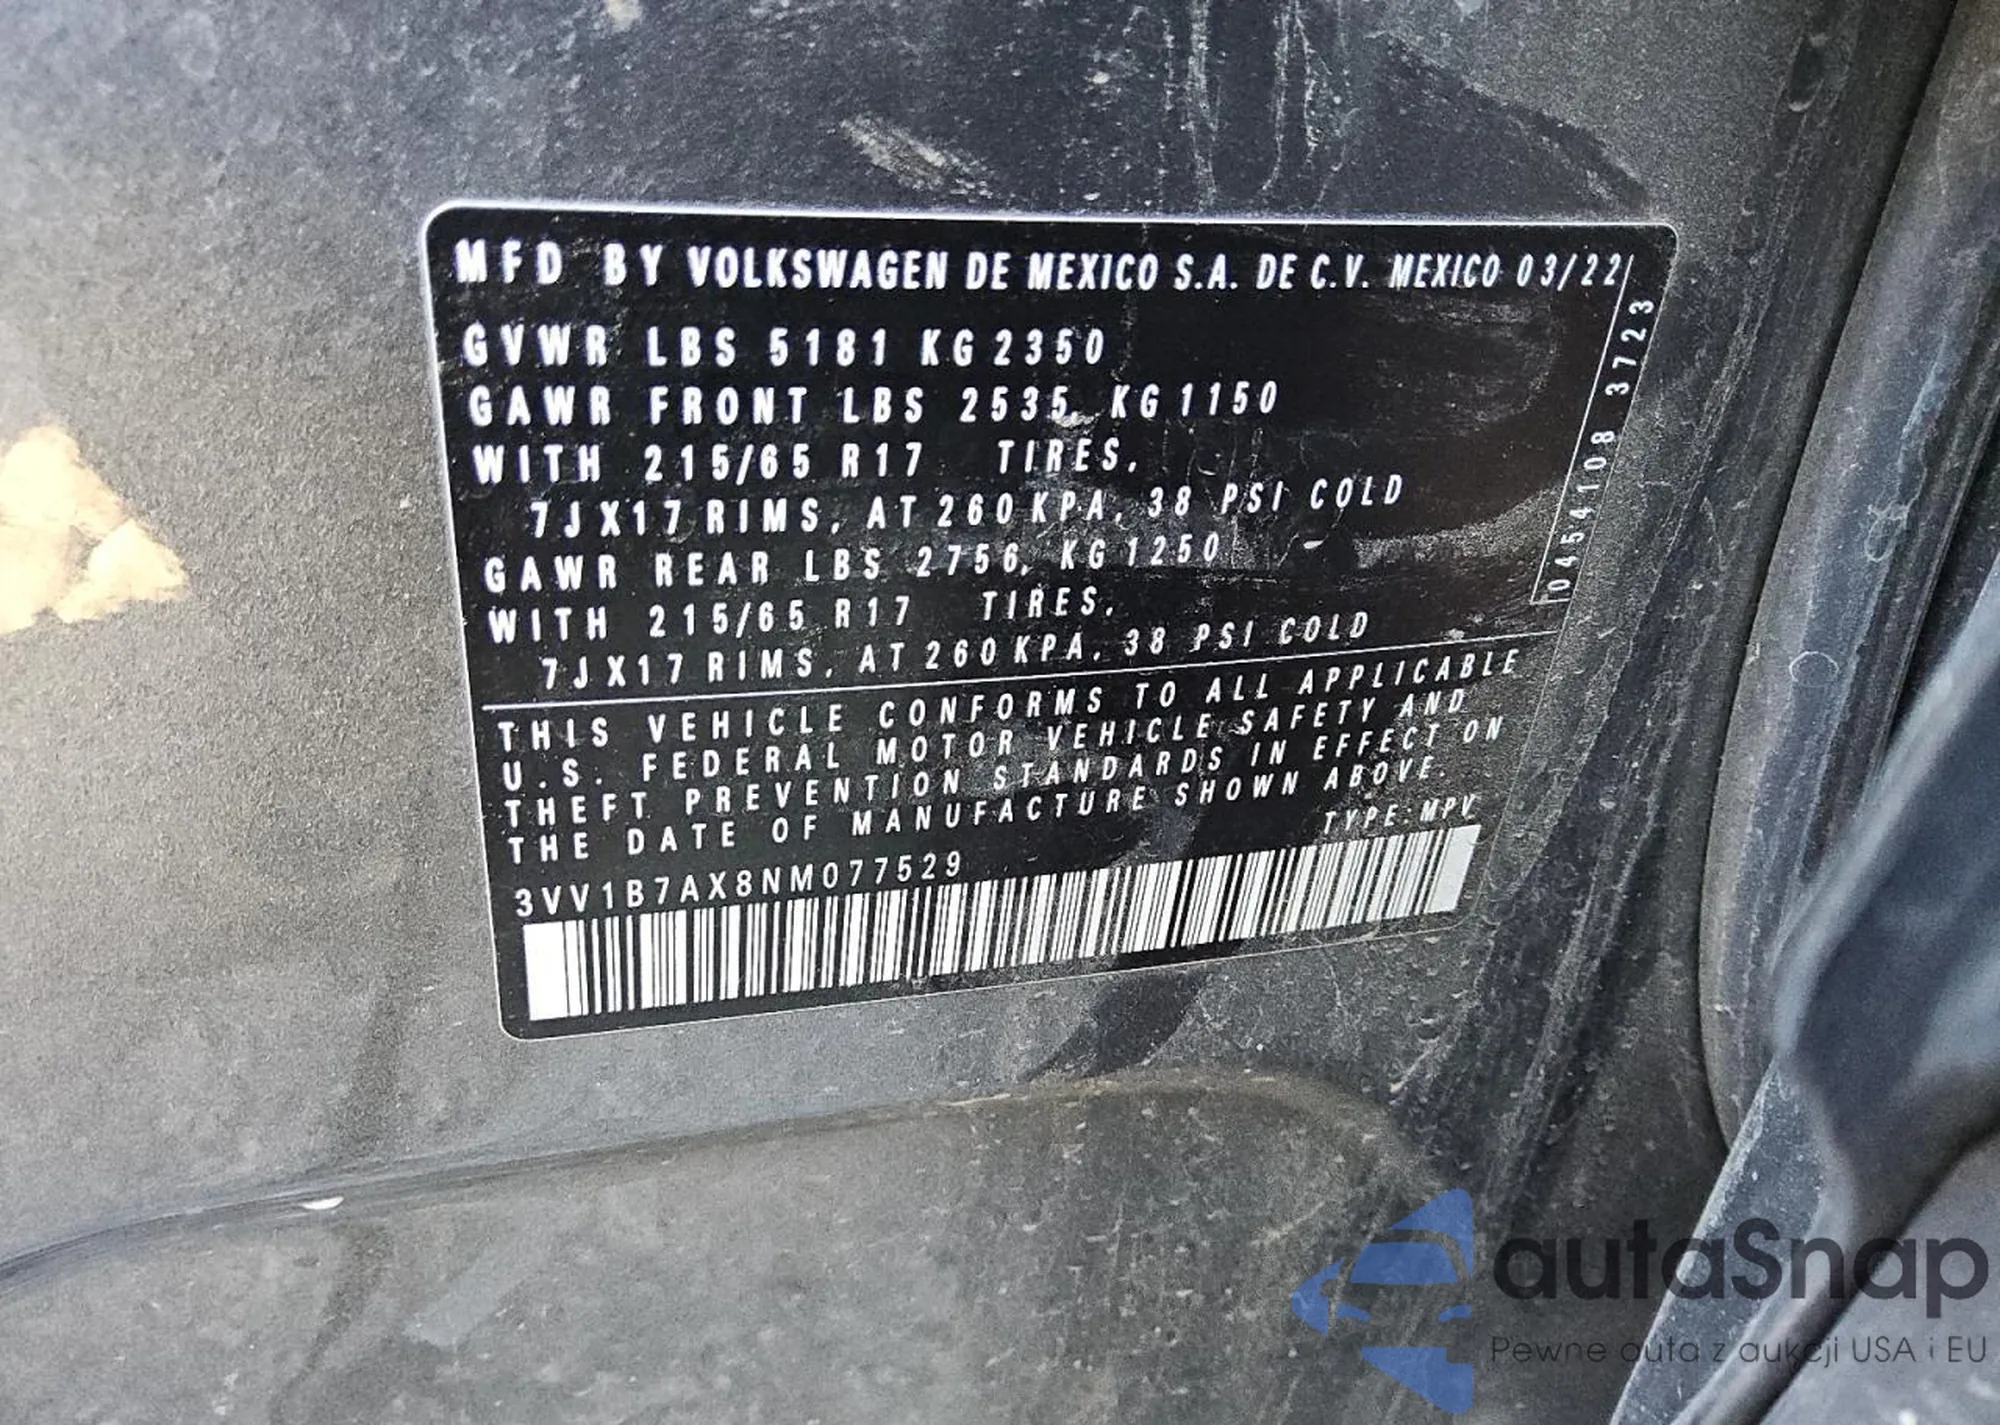 MFD BY VOLKSWAGEN DE MEXICO S.A. DE C.V. MEXICO 03/22
GVWR LBS 5181 KG 2350
GAWR FRONT LBS 2535, KG 1150
WITH 215/65 R17 TIRES,
7JX17 RIMS, AT 260 KPA, 38 PSI COLD
GAWR REAR LBS 2756, KG 1250
WITH 215/65 R17 TIRES,
7JX17 RIMS, AT 260 KPA, 38 PSI COLD
0454108 3723
THIS VEHICLE CONFORMS TO ALL APPLICABLE
U.S. FEDERAL MOTOR VEHICLE SAFETY AND
THEFT PREVENTION STANDARDS IN EFFECT ON
THE DATE OF MANUFACTURE SHOWN ABOVE.
TYPE: MPV
3VV1B7AX8NM077529
autaSnap
Pewne auta z aukcji USA i EU